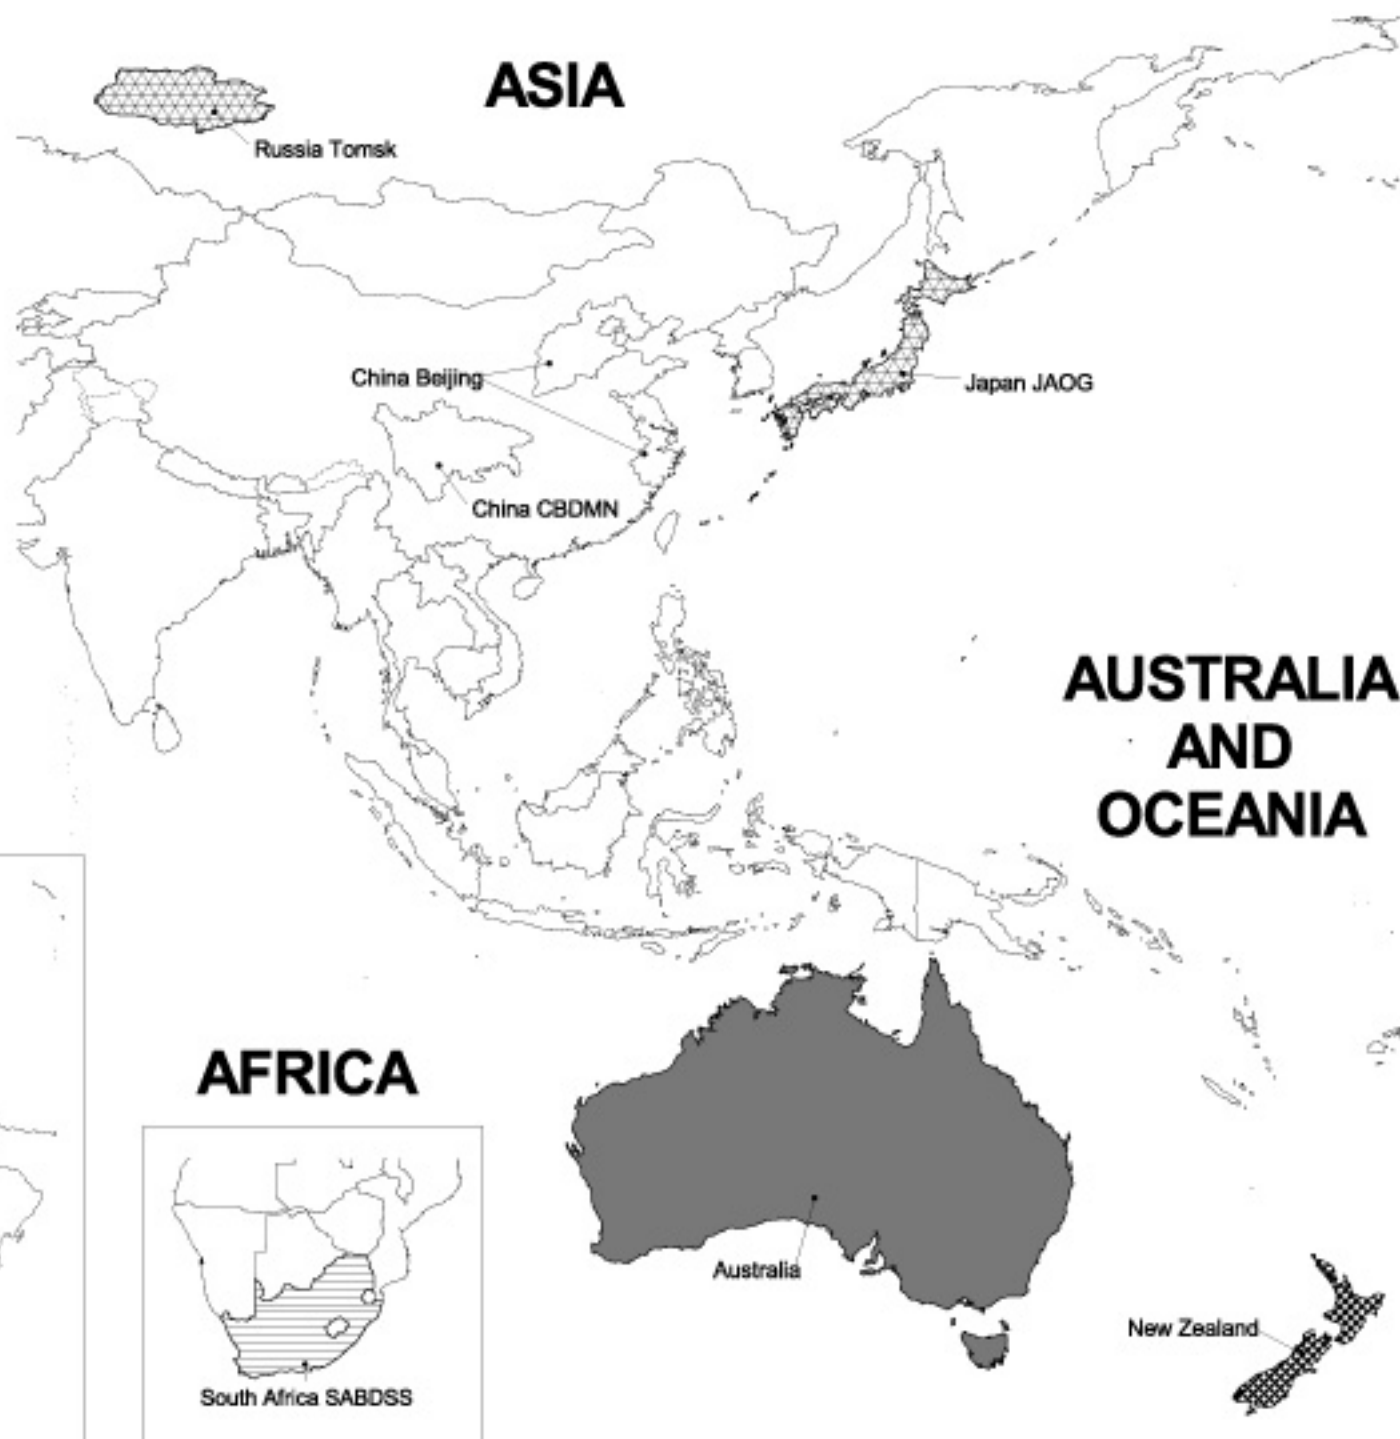 ASIA
Russia Tomsk
China Beijing
Japan JAOG
China CBDMN
AUSTRALIA
AND
OCEANIA
AFRICA
Australia
New Zealand
South Africa SABDSS